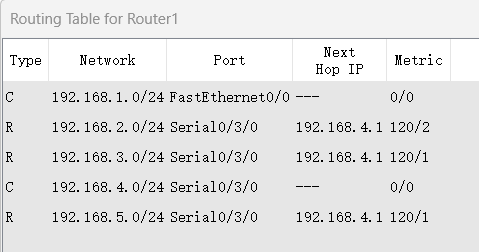 Routing Table for Router1
Type Network Port Next Hop IP Metric
C 192.168.1.0/24 FastEthernet0/0 --- 0/0
R 192.168.2.0/24 Serial0/3/0 192.168.4.1 120/2
R 192.168.3.0/24 Serial0/3/0 192.168.4.1 120/1
C 192.168.4.0/24 Serial0/3/0 --- 0/0
R 192.168.5.0/24 Serial0/3/0 192.168.4.1 120/1